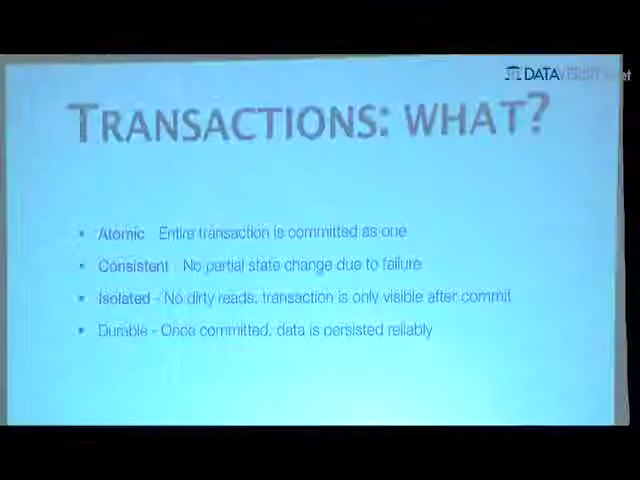 DATAVERSITY.net
TRANSACTIONS: WHAT?
• Atomic - Entire transaction is committed as one
• Consistent - No partial state change due to failure
• Isolated - No dirty reads, transaction is only visible after commit
• Durable - Once committed, data is persisted reliably